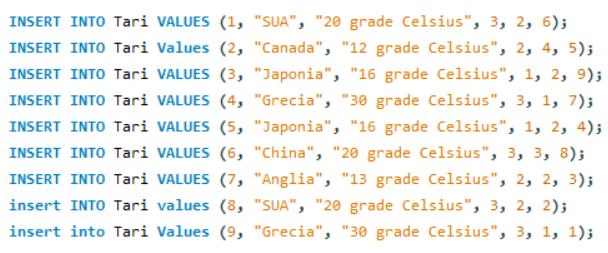 INSERT INTO Tari VALUES (1, "SUA", "20 grade Celsius", 3, 2, 6);
INSERT INTO Tari Values (2, "Canada", "12 grade Celsius", 2, 4, 5);
INSERT INTO Tari VALUES (3, "Japonia", "16 grade Celsius", 1, 2, 9);
INSERT INTO Tari VALUES (4, "Grecia", "30 grade Celsius", 3, 1, 7);
INSERT INTO Tari VALUES (5, "Japonia", "16 grade Celsius", 1, 2, 4);
INSERT INTO Tari VALUES (6, "China", "20 grade Celsius", 3, 3, 8);
INSERT INTO Tari VALUES (7, "Anglia", "13 grade Celsius", 2, 2, 3);
insert INTO Tari values (8, "SUA", "20 grade Celsius", 3, 2, 2);
insert into Tari Values (9, "Grecia", "30 grade Celsius", 3, 1, 1);